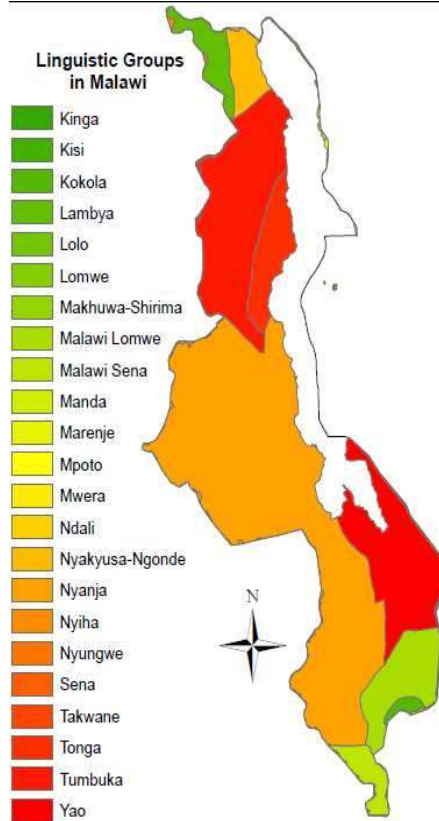 Linguistic Groups
in Malawi
Kinga
Kisi
Kokola
Lambya
Lolo
Lomwe
Makhuwa-Shirima
Malawi Lomwe
Malawi Sena
Manda
Marenje
Mpoto
Mwera
Ndali
Nyakyusa-Ngonde
Nyanja
Nyiha
Nyungwe
Sena
Takwane
Tonga
Tumbuka
Yao
N